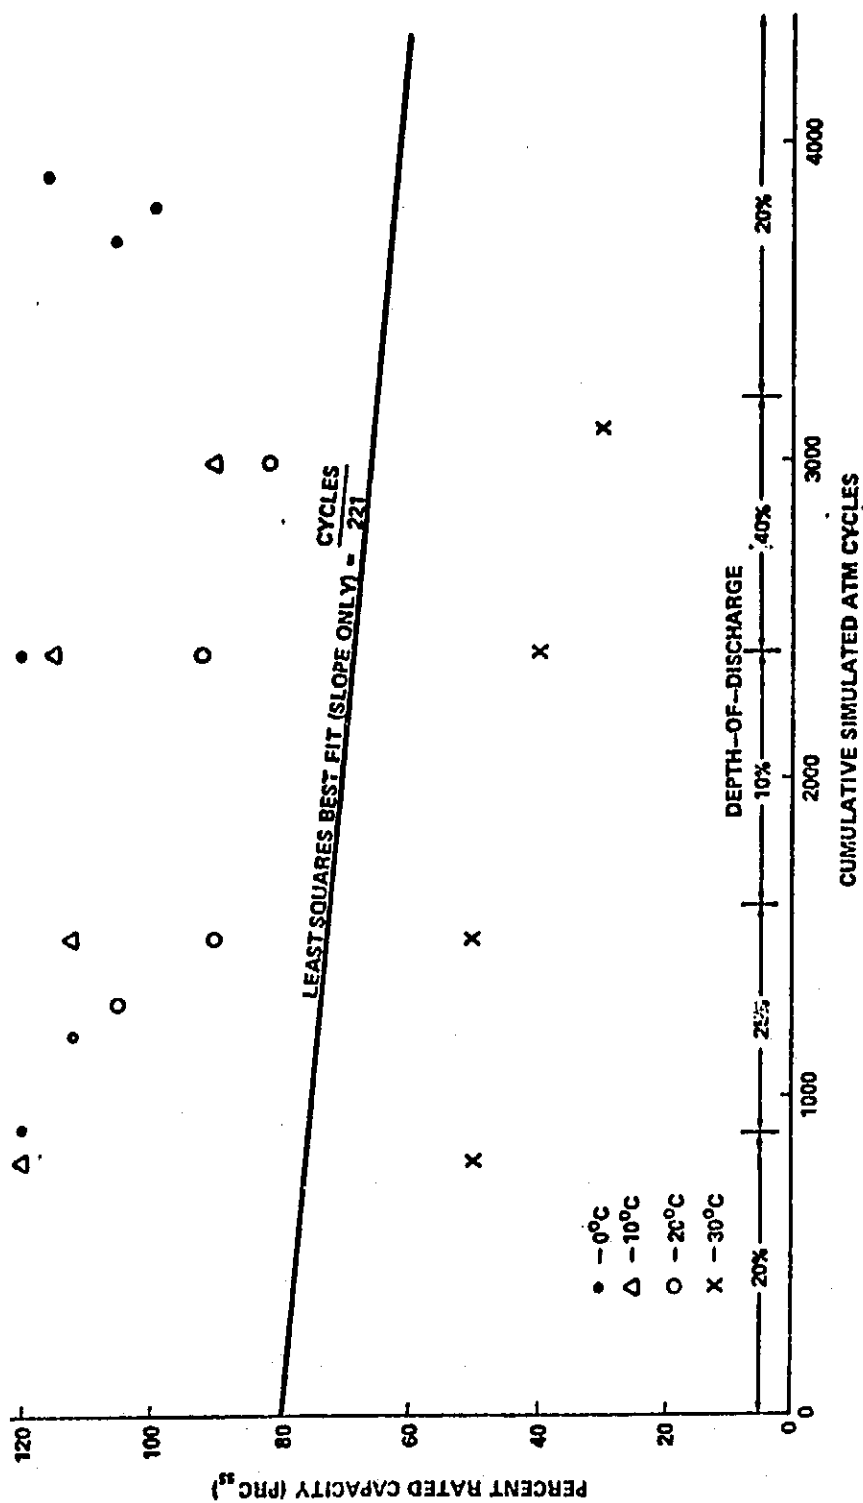 PERCENT RATED CAPACITY (PRC
120
100
80
60
40
20
0
LEAST SQUARES BEST FIT (SLOPE ONLY) = CYCLES
221
• –0°C
Δ –10°C
O –20°C
X –30°C
DEPTH–OF–DISCHARGE
20%
10%
40%
20%
0
1000
2000
3000
4000
CUMULATIVE SIMULATED ATM CYCLES